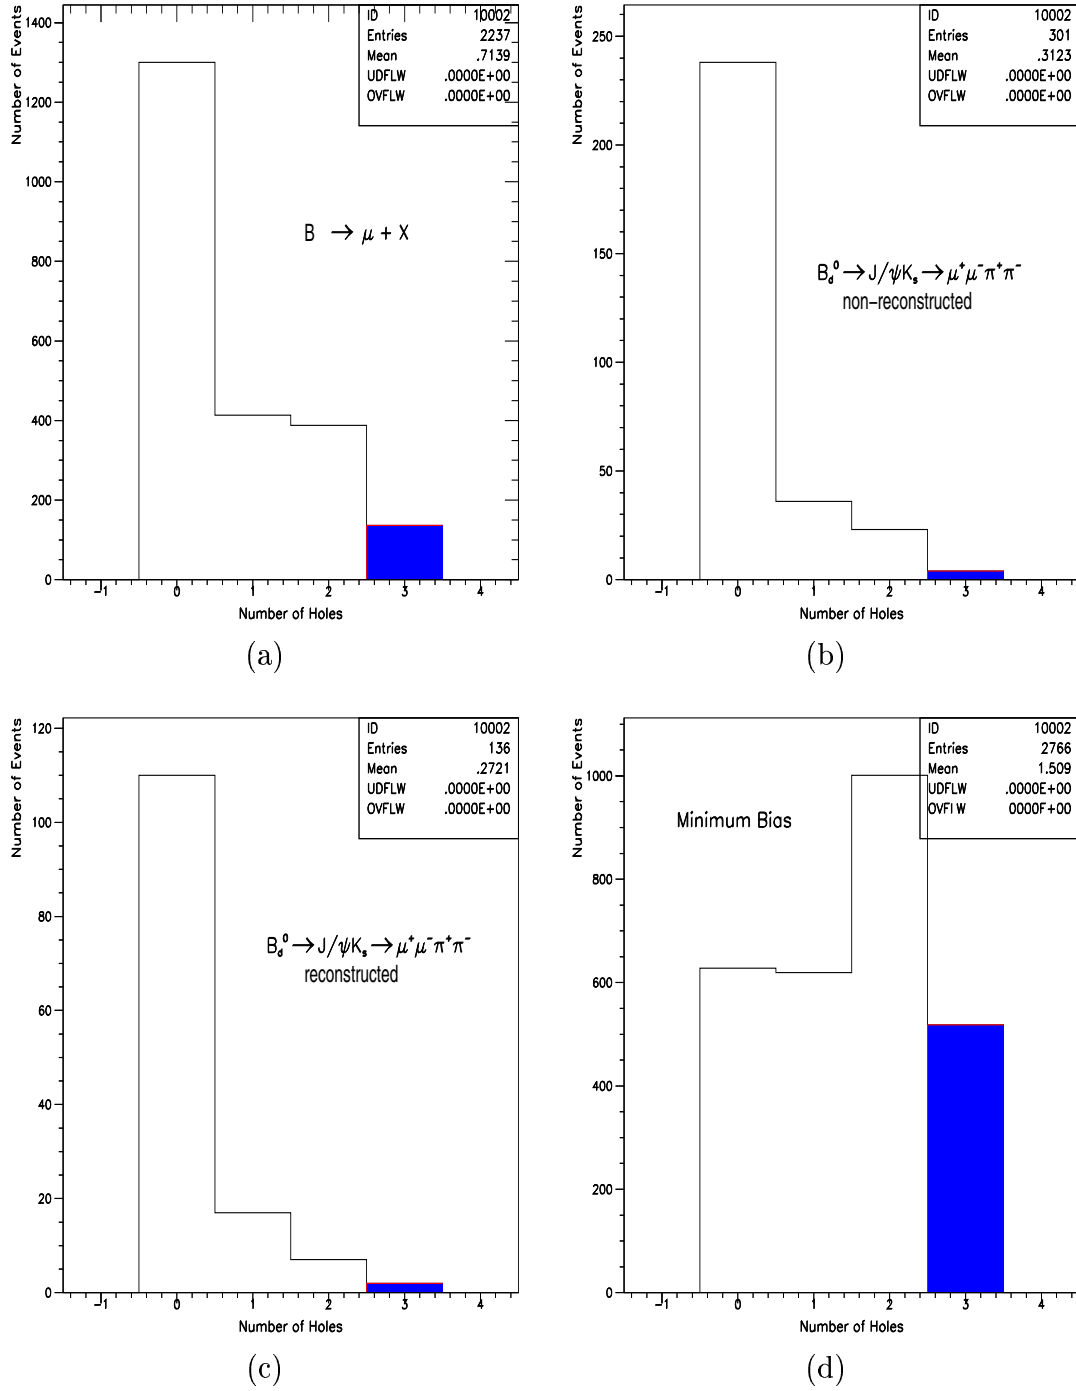 Number of Events
1400
1200
1000
800
600
400
200
0
ID 10002
Entries 2237
Mean .7139
UDFLW .0000E+00
OVFLW .0000E+00
B → μ + X
-1 0 1 2 3 4
Number of Holes
(a)
Number of Events
250
200
150
100
50
0
ID 10002
Entries 301
Mean .3123
UDFLW .0000E+00
OVFLW .0000E+00
B_d^0 → J/ψK_s → μ⁺μ⁻π⁺π⁻
non-reconstructed
-1 0 1 2 3 4
Number of Holes
(b)
Number of Events
120
100
80
60
40
20
0
ID 10002
Entries 136
Mean .2721
UDFLW .0000E+00
OVFLW .0000E+00
B_d^0 → J/ψK_s → μ⁺μ⁻π⁺π⁻
reconstructed
-1 0 1 2 3 4
Number of Holes
(c)
Number of Events
1000
800
600
400
200
0
ID 10002
Entries 2766
Mean 1.509
UDFLW .0000E+00
OVFLW 0000E+00
Minimum Bias
-1 0 1 2 3 4
Number of Holes
(d)